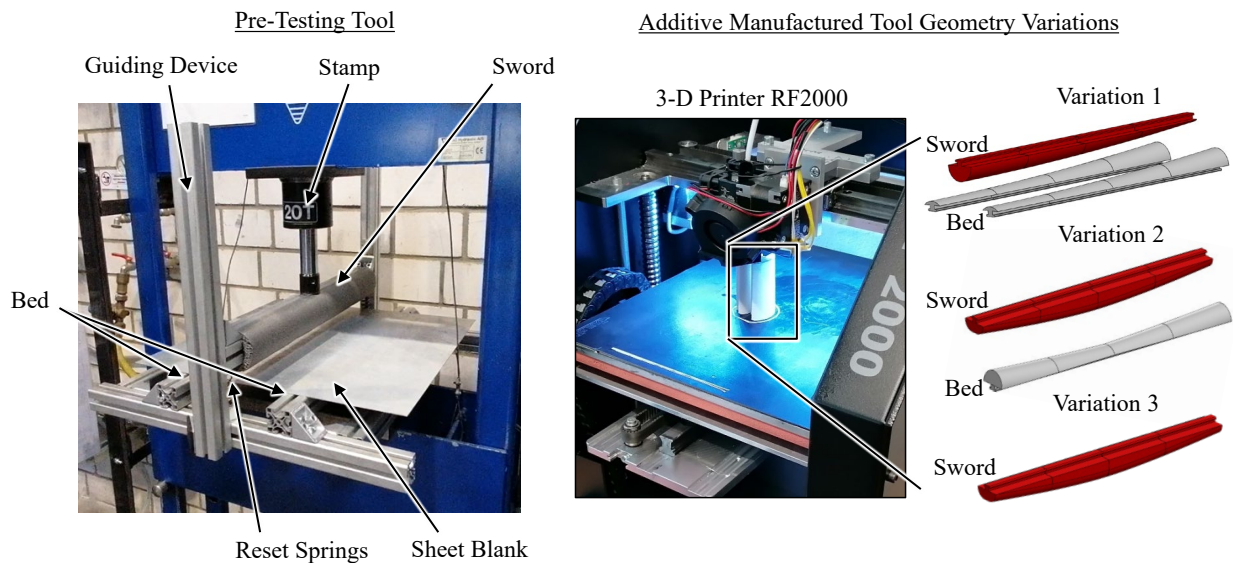 Pre-Testing Tool
Additive Manufactured Tool Geometry Variations
Guiding Device
Stamp
Sword
3-D Printer RF2000
Variation 1
Sword
Bed
20T
Variation 2
Bed
Sword
Bed
Variation 3
Sword
0007
Reset Springs
Sheet Blank